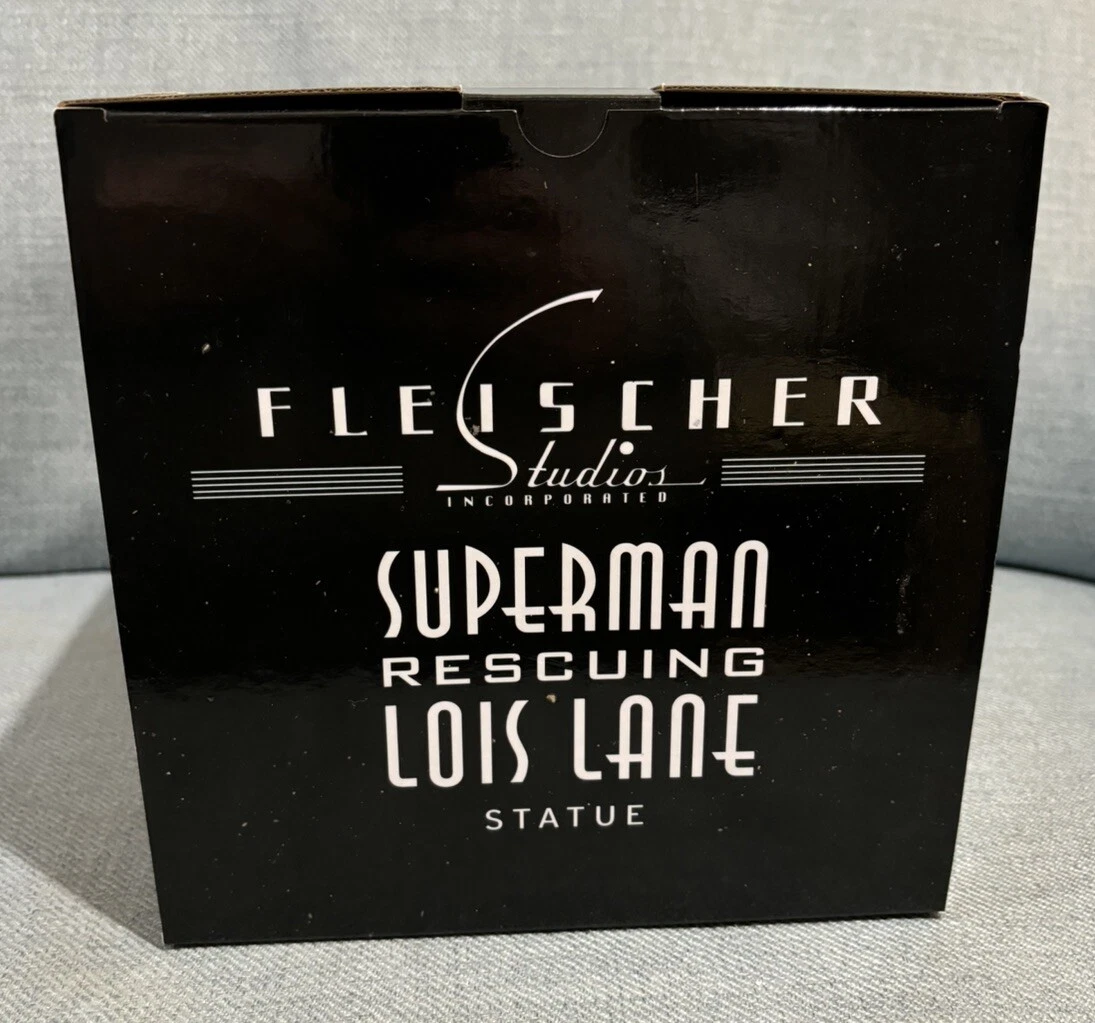 FLEISCHER
Studios
INCORPORATED
SUPERMAN
RESCUING
LOIS LANE
STATUE